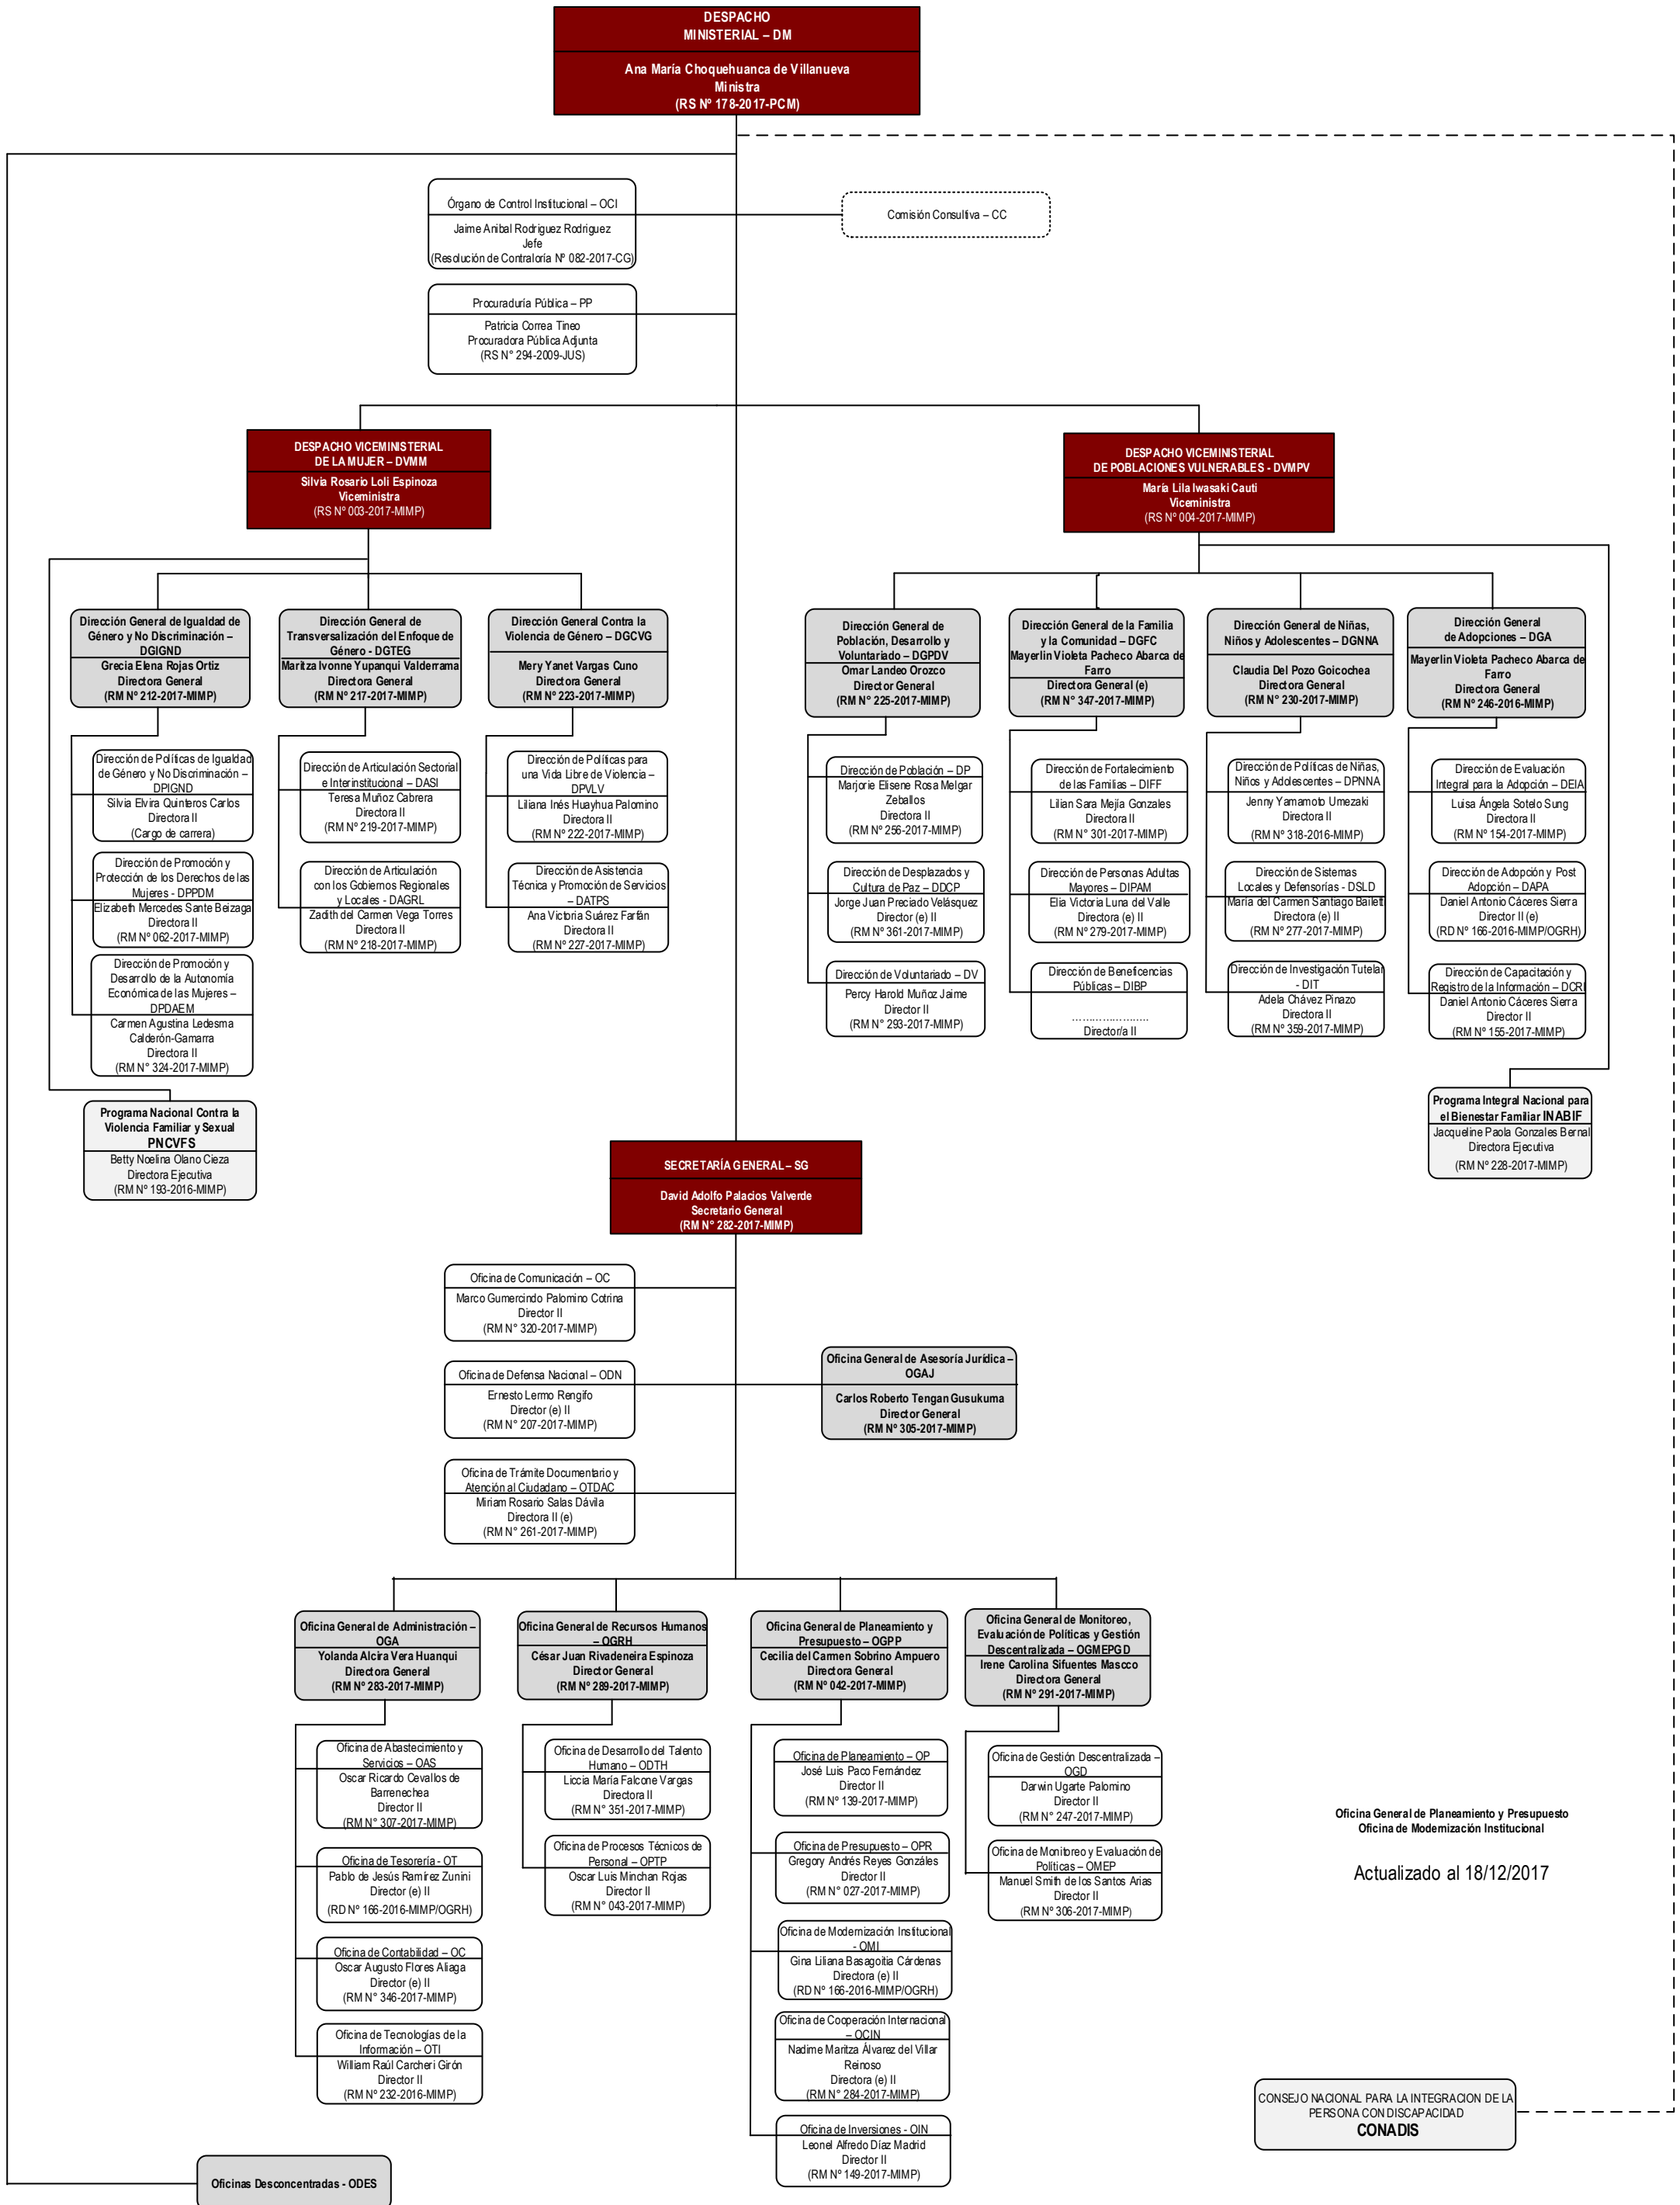 DESPACHO
MINISTERIAL – DM
Ana María Choquehuanca de Villanueva
Ministra
(RS Nº 178-2017-PCM)
Órgano de Control Institucional – OCI
Jaime Anibal Rodriguez Rodriguez
Jefe
(Resolución de Contraloría Nº 082-2017-CG)
Comisión Consultiva – CC
Procuraduría Pública – PP
Patricia Correa Tineo
Procuradora Pública Adjunta
(RS N° 294-2009-JUS)
DESPACHO VICEMINISTERIAL
DE LA MUJER – DVMM
Silvia Rosario Loli Espinoza
Viceministra
(RS Nº 003-2017-MIMP)
DESPACHO VICEMINISTERIAL
DE POBLACIONES VULNERABLES - DVMPV
María Lila Iwasaki Cauti
Viceministra
(RS Nº 004-2017-MIMP)
Dirección General de Igualdad de
Género y No Discriminación –
DGIGND
Grecia Elena Rojas Ortiz
Directora General
(RM Nº 212-2017-MIMP)
Dirección General de
Transversalización del Enfoque de
Género - DGTEG
Maritza Ivonne Yupanqui Valderrama
Directora General
(RM Nº 217-2017-MIMP)
Dirección General Contra la
Violencia de Género – DGCVG
Mery Yanet Vargas Cuno
Directora General
(RM Nº 223-2017-MIMP)
Dirección General de
Población, Desarrollo y
Voluntariado – DGPDV
Omar Landeo Orozco
Director General
(RM Nº 225-2017-MIMP)
Dirección General de la Familia
y la Comunidad – DGFC
Mayerlin Violeta Pacheco Abarca de
Farro
Directora General (e)
(RM Nº 347-2017-MIMP)
Dirección General de Niñas,
Niños y Adolescentes – DGNNA
Claudia Del Pozo Goicochea
Directora General
(RM Nº 230-2017-MIMP)
Dirección General
de Adopciones – DGA
Mayerlin Violeta Pacheco Abarca de
Farro
Directora General
(RM Nº 246-2016-MIMP)
Dirección de Políticas de Igualdad
de Género y No Discriminación –
DPIGND
Silvia Elvira Quinteros Carlos
Directora II
(Cargo de carrera)
Dirección de Articulación Sectorial
e Interinstitucional – DASI
Teresa Muñoz Cabrera
Directora II
(RM Nº 219-2017-MIMP)
Dirección de Políticas para
una Vida Libre de Violencia –
DPVLV
Liliana Inés Huayhua Palomino
Directora II
(RM Nº 222-2017-MIMP)
Dirección de Población – DP
Marjorie Elisene Rosa Melgar
Zeballos
Directora II
(RM Nº 256-2017-MIMP)
Dirección de Fortalecimiento
de las Familias – DIFF
Lilian Sara Mejía Gonzales
Directora II
(RM N° 301-2017-MIMP)
Dirección de Políticas de Niñas,
Niños y Adolescentes – DPNNA
Jenny Yamamoto Umezaki
Directora II
(RM Nº 318-2016-MIMP)
Dirección de Evaluación
Integral para la Adopción – DEIA
Luisa Ángela Sotelo Sung
Directora II
(RM Nº 154-2017-MIMP)
Dirección de Promoción y
Protección de los Derechos de las
Mujeres - DPPDM
Elizabeth Mercedes Sante Beizaga
Directora II
(RM Nº 062-2017-MIMP)
Dirección de Articulación
con los Gobiernos Regionales
y Locales - DAGRL
Zadith del Carmen Vega Torres
Directora II
(RM Nº 218-2017-MIMP)
Dirección de Asistencia
Técnica y Promoción de Servicios
– DATPS
Ana Victoria Suárez Farfán
Directora II
(RM Nº 227-2017-MIMP)
Dirección de Desplazados y
Cultura de Paz – DDCP
Jorge Juan Preciado Velásquez
Director (e) II
(RM Nº 361-2017-MIMP)
Dirección de Personas Adultas
Mayores – DIPAM
Elia Victoria Luna del Valle
Directora (e) II
(RM N° 279-2017-MIMP)
Dirección de Sistemas
Locales y Defensorías - DSLD
María del Carmen Santiago Bailetti
Directora (e) II
(RM Nº 277-2017-MIMP)
Dirección de Adopción y Post
Adopción – DAPA
Daniel Antonio Cáceres Sierra
Director II (e)
(RD Nº 166-2016-MIMP/OGRH)
Dirección de Promoción y
Desarrollo de la Autonomía
Económica de las Mujeres –
DPDAEM
Carmen Agustina Ledesma
Calderón-Gamarra
Directora II
(RM N° 324-2017-MIMP)
Dirección de Voluntariado – DV
Percy Harold Muñoz Jaime
Director II
(RM Nº 293-2017-MIMP)
Dirección de Beneficencias
Públicas – DIBP
…………………..
Director/a II
Dirección de Investigación Tutelar
- DIT
Adela Chávez Pinazo
Directora II
(RM Nº 359-2017-MIMP)
Dirección de Capacitación y
Registro de la Información – DCRI
Daniel Antonio Cáceres Sierra
Director II
(RM Nº 155-2017-MIMP)
Programa Nacional Contra la
Violencia Familiar y Sexual
PNCVFS
Betty Noelina Olano Cieza
Directora Ejecutiva
(RM Nº 193-2016-MIMP)
Programa Integral Nacional para
el Bienestar Familiar INABIF
Jacqueline Paola Gonzales Bernal
Directora Ejecutiva
(RM Nº 228-2017-MIMP)
SECRETARÍA GENERAL – SG
David Adolfo Palacios Valverde
Secretario General
(RM N° 282-2017-MIMP)
Oficina de Comunicación – OC
Marco Gumercindo Palomino Cotrina
Director II
(RM N° 320-2017-MIMP)
Oficina de Defensa Nacional – ODN
Ernesto Lermo Rengifo
Director (e) II
(RM N° 207-2017-MIMP)
Oficina General de Asesoría Jurídica –
OGAJ
Carlos Roberto Tengan Gusukuma
Director General
(RM Nº 305-2017-MIMP)
Oficina de Trámite Documentario y
Atención al Ciudadano – OTDAC
Miriam Rosario Salas Dávila
Directora II (e)
(RM N° 261-2017-MIMP)
Oficina General de Administración –
OGA
Yolanda Alcira Vera Huanqui
Directora General
(RM Nº 283-2017-MIMP)
Oficina General de Recursos Humanos
– OGRH
César Juan Rivadeneira Espinoza
Director General
(RM Nº 289-2017-MIMP)
Oficina General de Planeamiento y
Presupuesto – OGPP
Cecilia del Carmen Sobrino Ampuero
Directora General
(RM Nº 042-2017-MIMP)
Oficina General de Monitoreo,
Evaluación de Políticas y Gestión
Descentralizada – OGMEPGD
Irene Carolina Sifuentes Mascco
Directora General
(RM N° 291-2017-MIMP)
Oficina de Abastecimiento y
Servicios – OAS
Oscar Ricardo Cevallos de
Barrenechea
Director II
(RM N° 307-2017-MIMP)
Oficina de Desarrollo del Talento
Humano – ODTH
Liccia María Falcone Vargas
Directora II
(RM N° 351-2017-MIMP)
Oficina de Planeamiento – OP
José Luis Paco Fernández
Director II
(RM N° 139-2017-MIMP)
Oficina de Gestión Descentralizada –
OGD
Darwin Ugarte Palomino
Director II
(RM N° 247-2017-MIMP)
Oficina de Tesorería - OT
Pablo de Jesús Ramírez Zunini
Director (e) II
(RD Nº 166-2016-MIMP/OGRH)
Oficina de Procesos Técnicos de
Personal – OPTP
Oscar Luis Minchan Rojas
Director II
(RM N° 043-2017-MIMP)
Oficina de Presupuesto – OPR
Gregory Andrés Reyes Gonzáles
Director II
(RM N° 027-2017-MIMP)
Oficina de Monitoreo y Evaluación de
Políticas – OMEP
Manuel Smith de los Santos Arias
Director II
(RM N° 306-2017-MIMP)
Oficina General de Planeamiento y Presupuesto
Oficina de Modernización Institucional
Actualizado al 18/12/2017
Oficina de Contabilidad – OC
Oscar Augusto Flores Aliaga
Director (e) II
(RM N° 346-2017-MIMP)
Oficina de Modernización Institucional
- OMI
Gina Liliana Basagoitia Cárdenas
Directora (e) II
(RD Nº 166-2016-MIMP/OGRH)
Oficina de Tecnologías de la
Información – OTI
William Raúl Carcheri Girón
Director II
(RM N° 232-2016-MIMP)
Oficina de Cooperación Internacional
– OCIN
Nadime Maritza Álvarez del Villar
Reinoso
Directora (e) II
(RM N° 284-2017-MIMP)
Oficina de Inversiones - OIN
Leonel Alfredo Díaz Madrid
Director II
(RM N° 149-2017-MIMP)
CONSEJO NACIONAL PARA LA INTEGRACION DE LA
PERSONA CON DISCAPACIDAD
CONADIS
Oficinas Desconcentradas - ODES